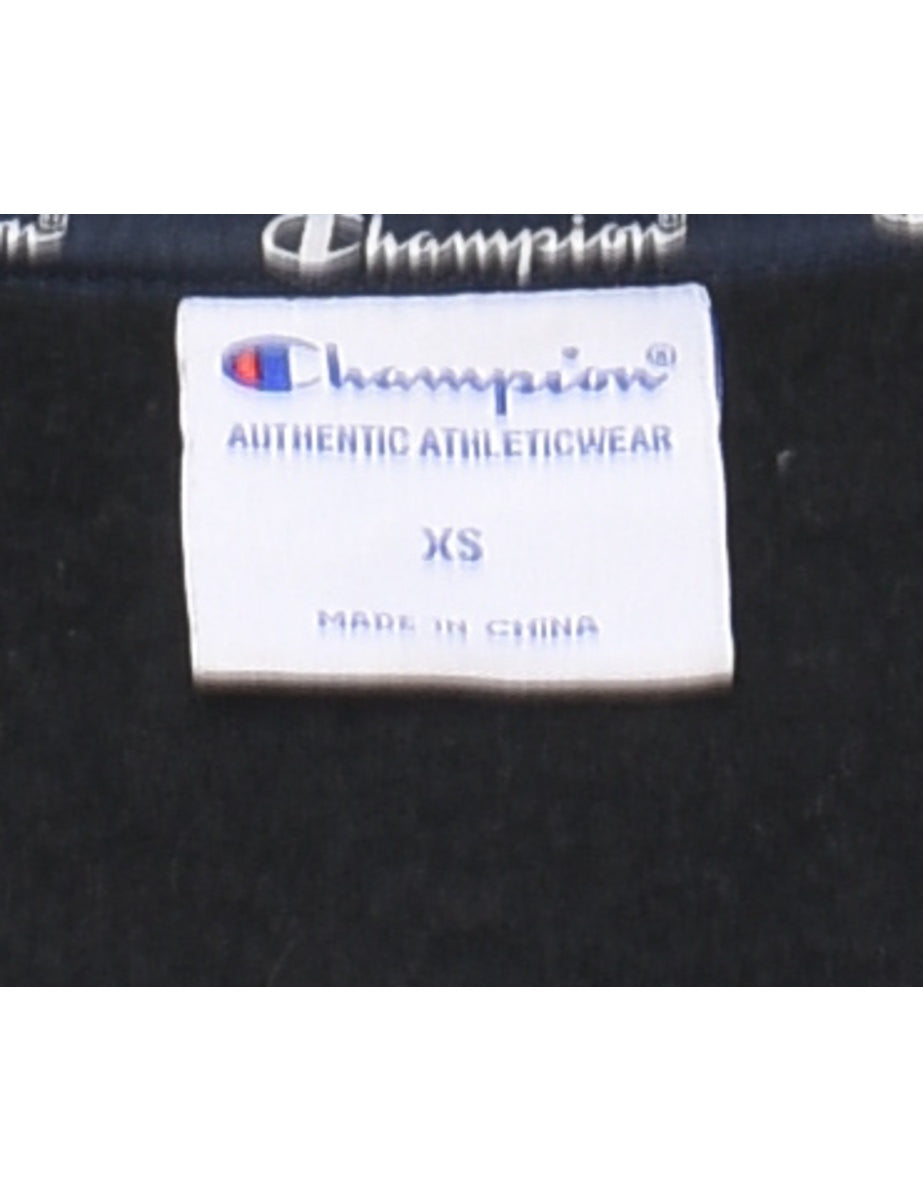 n®
Champion®
Champion®
AUTHENTIC ATHLETICWEAR
XS
MADE IN CHINA